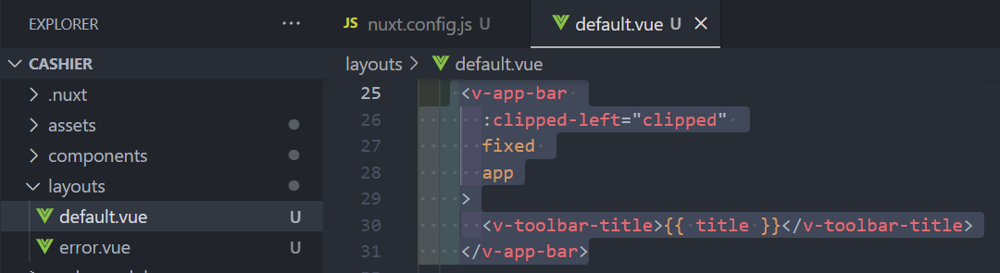 EXPLORER ...
JS nuxt.config.js U
default.vue U
CASHIER
.nuxt
assets
components
layouts
default.vue U
error.vue U
layouts > default.vue
25 <v-app-bar
26 :clipped-left="clipped"
27 fixed
28 app
29 >
30 <v-toolbar-title>{{ title }}</v-toolbar-title>
31 </v-app-bar>